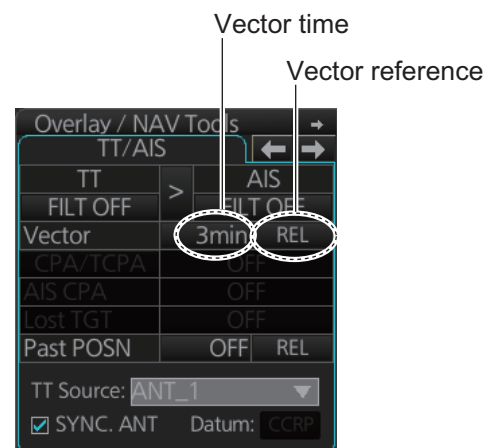 Vector time
Vector reference
Overlay / NAV Tools
TT/AIS
TT > AIS
FILT OFF FILT OFF
Vector 3min REL
CPA/TCPA OFF
AIS CPA OFF
Lost TGT OFF
Past POSN OFF REL
TT Source: ANT_1
SYNC. ANT Datum: CCRP